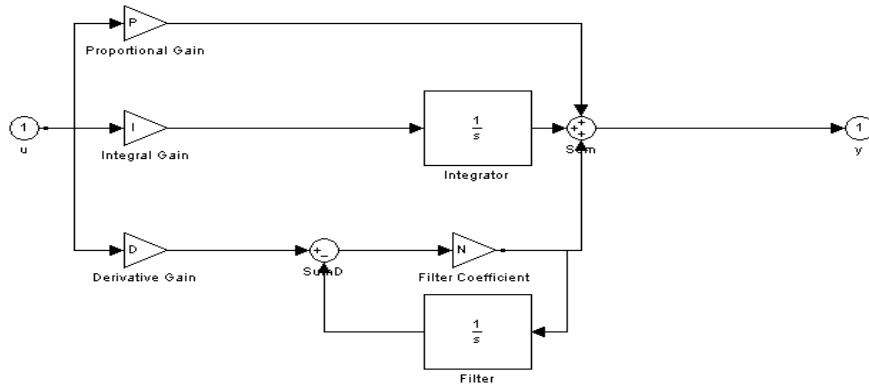 P
Proportional Gain
1
u
I
Integral Gain
1
s
Integrator
+
+
+
Sum
1
y
D
Derivative Gain
+
−
SumD
N
Filter Coefficient
1
s
Filter